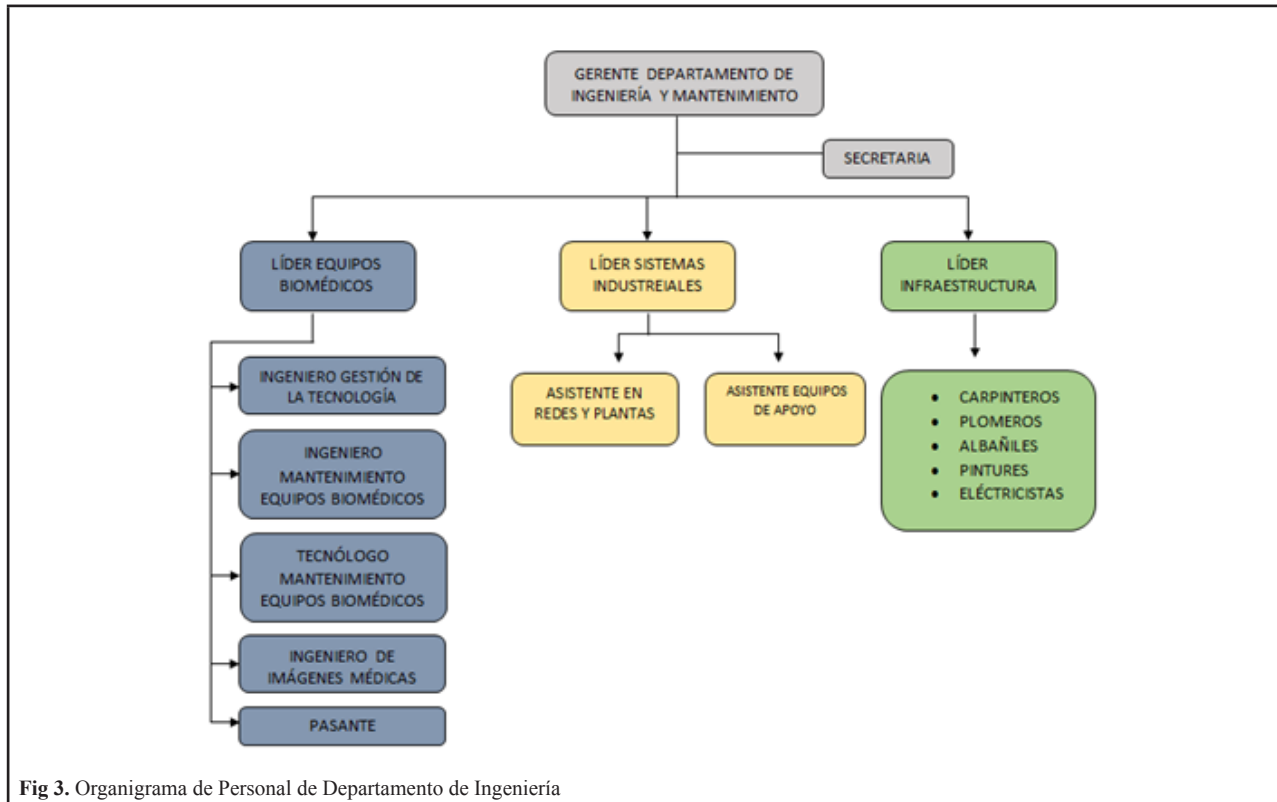 GERENTE DEPARTAMENTO DE
INGENIERÍA Y MANTENIMIENTO
SECRETARIA
LÍDER EQUIPOS
BIOMÉDICOS
LÍDER SISTEMAS
INDUSTREIALES
LÍDER
INFRAESTRUCTURA
INGENIERO GESTIÓN DE
LA TECNOLOGÍA
INGENIERO
MANTENIMIENTO
EQUIPOS BIOMÉDICOS
TECNÓLOGO
MANTENIMIENTO
EQUIPOS BIOMÉDICOS
INGENIERO DE
IMÁGENES MÉDICAS
PASANTE
ASISTENTE EN
REDES Y PLANTAS
ASISTENTE EQUIPOS
DE APOYO
• CARPINTEROS
• PLOMEROS
• ALBAÑILES
• PINTURES
• ELÉCTRICISTAS
Fig 3. Organigrama de Personal de Departamento de Ingeniería